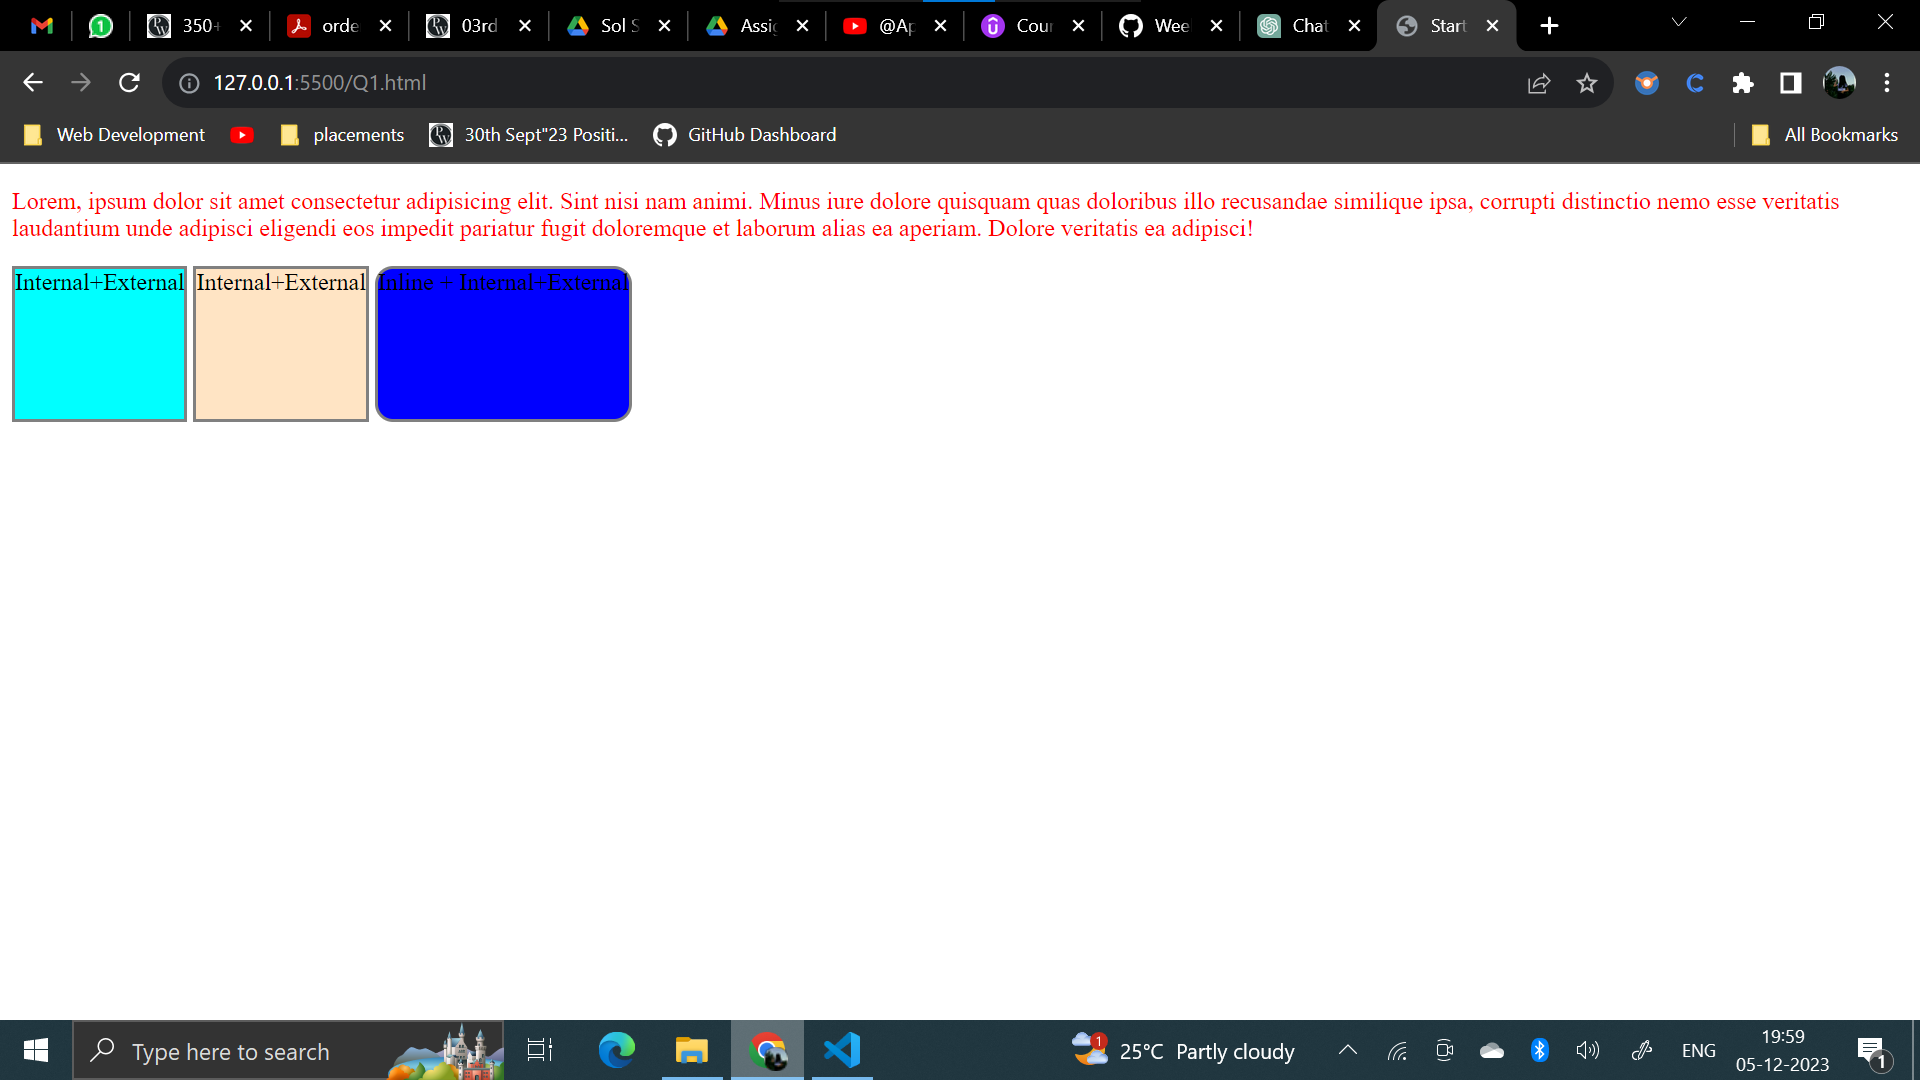 350+ orde 03rd Sol S Assig @Ap Cour Wee Chat Start
127.0.0.1:5500/Q1.html
Web Development placements 30th Sept"23 Positi... GitHub Dashboard All Bookmarks
Lorem, ipsum dolor sit amet consectetur adipisicing elit. Sint nisi nam animi. Minus iure dolore quisquam quas doloribus illo recusandae similique ipsa, corrupti distinctio nemo esse veritatis
laudantium unde adipisci eligendi eos impedit pariatur fugit doloremque et laborum alias ea aperiam. Dolore veritatis ea adipisci!
Internal+External Internal+External Inline + Internal+External
Type here to search 1 25°C Partly cloudy ENG 19:59
05-12-2023 1